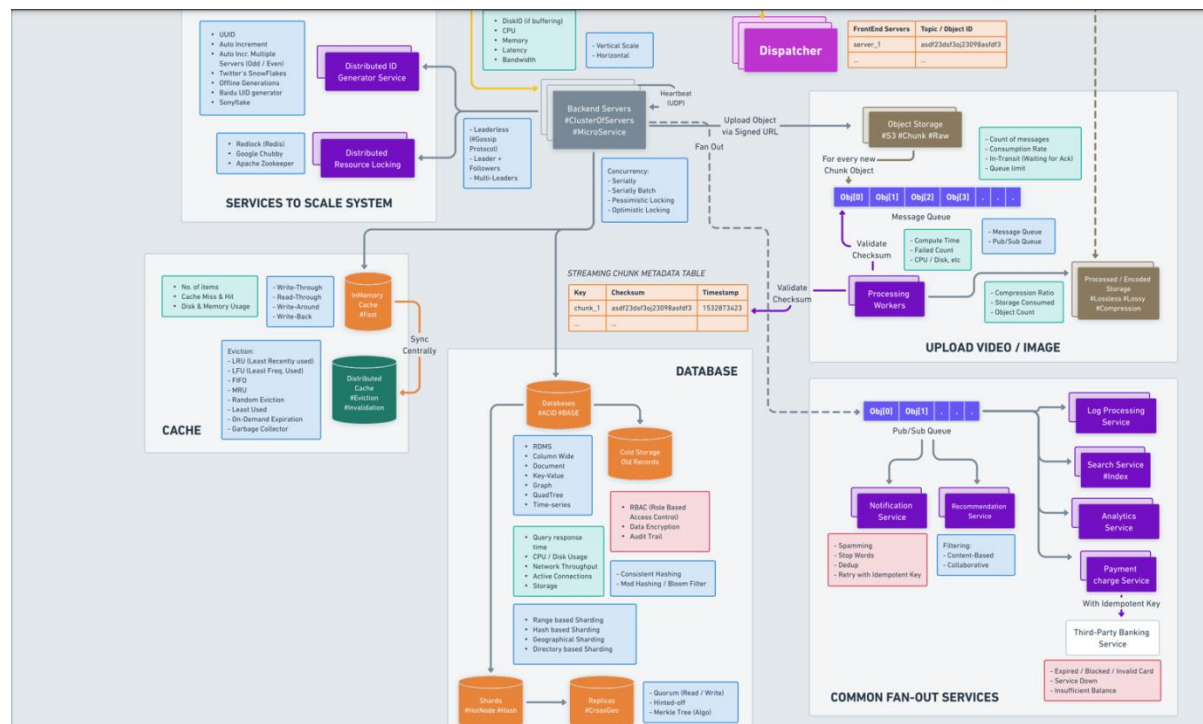 • UUID
• Auto Increment
• Auto Incr. Multiple
Servers (Odd / Even)
• Twitter's SnowFlakes
• Offline Generations
• Baidu UID generator
• Sonyflake
Distributed ID
Generator Service
• Redlock (Redis)
• Google Chubby
• Apache Zookeeper
Distributed
Resource Locking
SERVICES TO SCALE SYSTEM
• DiskIO (if buffering)
• CPU
• Memory
• Latency
• Bandwidth
- Vertical Scale
- Horizontal
Backend Servers
#ClusterOfServers
#MicroService
Heartbeat
(UDP)
- Leaderless
(#Gossip
Protocol)
- Leader +
Followers
- Multi-Leaders
Concurrency:
- Serially
- Serially Batch
- Pessimistic Locking
- Optimistic Locking
Dispatcher
FrontEnd Servers
Topic / Object ID
server_1
asdf23dsf3oj23098asfdf3
...
...
Upload Object
via Signed URL
Fan Out
Object Storage
#S3 #Chunk #Raw
- Count of messages
- Consumption Rate
- In-Transit (Waiting for Ack)
- Queue limit
For every new
Chunk Object
Obj[0] Obj[1] Obj[2] Obj[3] . . .
Message Queue
Validate
Checksum
- Compute Time
- Failed Count
- CPU / Disk, etc
- Message Queue
- Pub/Sub Queue
Processing
Workers
Validate
Checksum
- Compression Ratio
- Storage Consumed
- Object Count
Processed / Encoded
Storage
#Lossless #Lossy
#Compression
UPLOAD VIDEO / IMAGE
STREAMING CHUNK METADATA TABLE
Key
Checksum
Timestamp
chunk_1
asdf23dsf3oj23098asfdf3
1532873423
...
...
• No. of items
• Cache Miss & Hit
• Disk & Memory Usage
- Write-Through
- Read-Through
- Write-Around
- Write-Back
InMemory
Cache
#Fast
Sync
Centrally
Eviction:
- LRU (Least Recently used)
- LFU (Least Freq. Used)
- FIFO
- MRU
- Random Eviction
- Least Used
- On-Demand Expiration
- Garbage Collector
Distributed
Cache
#Eviction
#Invalidation
CACHE
DATABASE
Databases
#ACID #BASE
Cold Storage
Old Records
• RDMS
• Column Wide
• Document
• Key-Value
• Graph
• QuadTree
• Time-series
• RBAC (Role Based
Access Control)
• Data Encryption
• Audit Trail
• Query response
time
• CPU / Disk Usage
• Network Throughput
• Active Connections
• Storage
- Consistent Hashing
- Mod Hashing / Bloom Filter
• Range based Sharding
• Hash based Sharding
• Geographical Sharding
• Directory based Sharding
Shards
#HotNode #Hash
Replicas
#CrossGeo
- Quorum (Read / Write)
- Hinted-off
- Merkle Tree (Algo)
Obj[0] Obj[1] . . .
Pub/Sub Queue
Log Processing
Service
Search Service
#Index
Analytics
Service
Payment
charge Service
Notification
Service
Recommendation
Service
- Spamming
- Stop Words
- Dedup
- Retry with Idempotent Key
Filtering:
- Content-Based
- Collaborative
With Idempotent Key
Third-Party Banking
Service
- Expired / Blocked / Invalid Card
- Service Down
- Insufficient Balance
COMMON FAN-OUT SERVICES